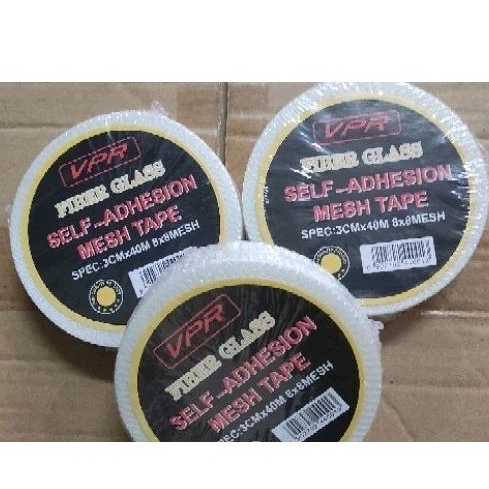 VPR
FIBER GLASS
SELF-ADHESION
MESH TAPE
SPEC:3CMx40M 8x8MESH
VPR
FIBER GLASS
SELF-ADHESION
MESH TAPE
SPEC:3CMx40M 8x8MESH
VPR
FIBER GLASS
SELF-ADHESION
MESH TAPE
SPEC:3CMx40M 8x8MESH